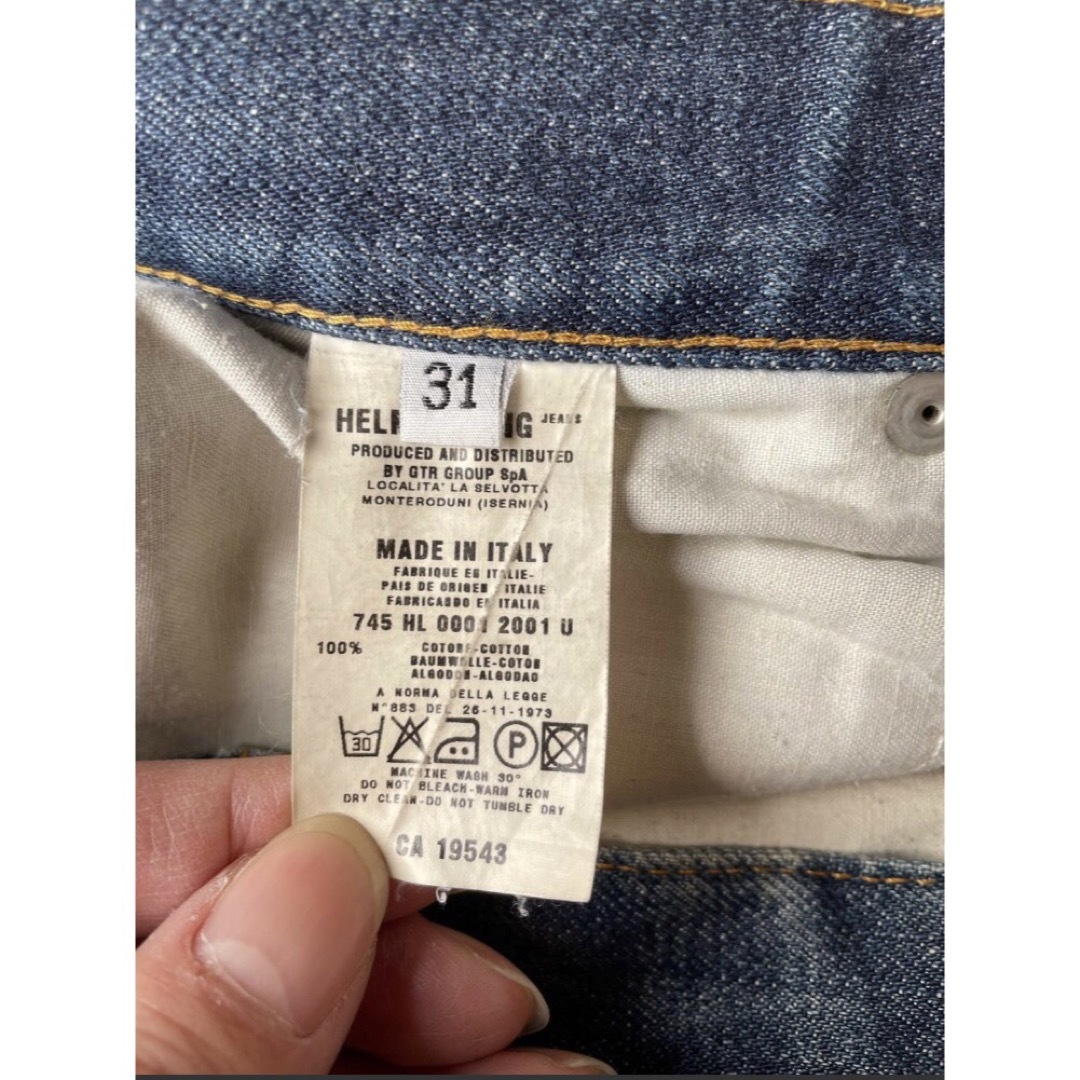 31
JEANS
PRODUCED AND DISTRIBUTED
BY GTR GROUP SpA
LOCALITA' LA SELVOTTA
MONTERODUNI (ISERNIA)
MADE IN ITALY
FABRIQUE EN ITALIE-
PAIS DE ORIGEN ITALIE
FABRICANDO EN ITALIA
745 HL 0001 2001 U
100% COTONE-COTTON
BAUMWOLLE-COTON
ALGODON-ALGODAO
A NORMA DELLA LEGGE
N°883 DEL 26-11-1973
30 P
MACHINE WASH 30°
DO NOT BLEACH-WARM IRON
DRY CLEAN-DO NOT TUMBLE DRY
CA 19543